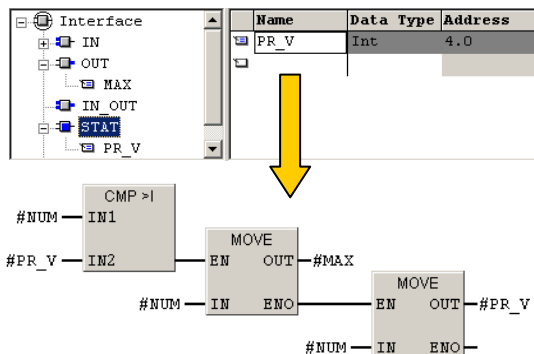 Interface
IN
OUT
MAX
IN_OUT
STAT
PR_V
Name Data Type Address
PR_V Int 4.0
CMP >I
#NUM IN1
#PR_V IN2
MOVE
EN OUT #MAX
#NUM IN ENO
MOVE
EN OUT #PR_V
#NUM IN ENO